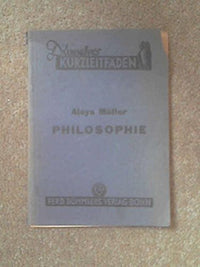 Dümmlers
KURZLEITFADEN
Aloys Müller
PHILOSOPHIE
FERD. DÜMMLERS VERLAG BONN